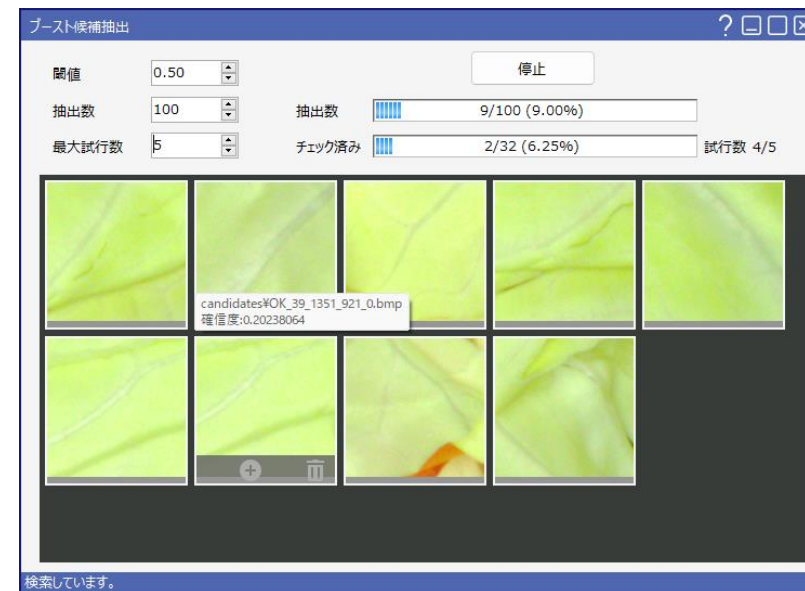 ブースト候補抽出
閾値 0.50 停止
抽出数 100 抽出数 9/100 (9.00%)
最大試行数 5 チェック済み 2/32 (6.25%) 試行数 4/5
candidates¥OK_39_1351_921_0.bmp
確信度:0.20238064
検索しています。